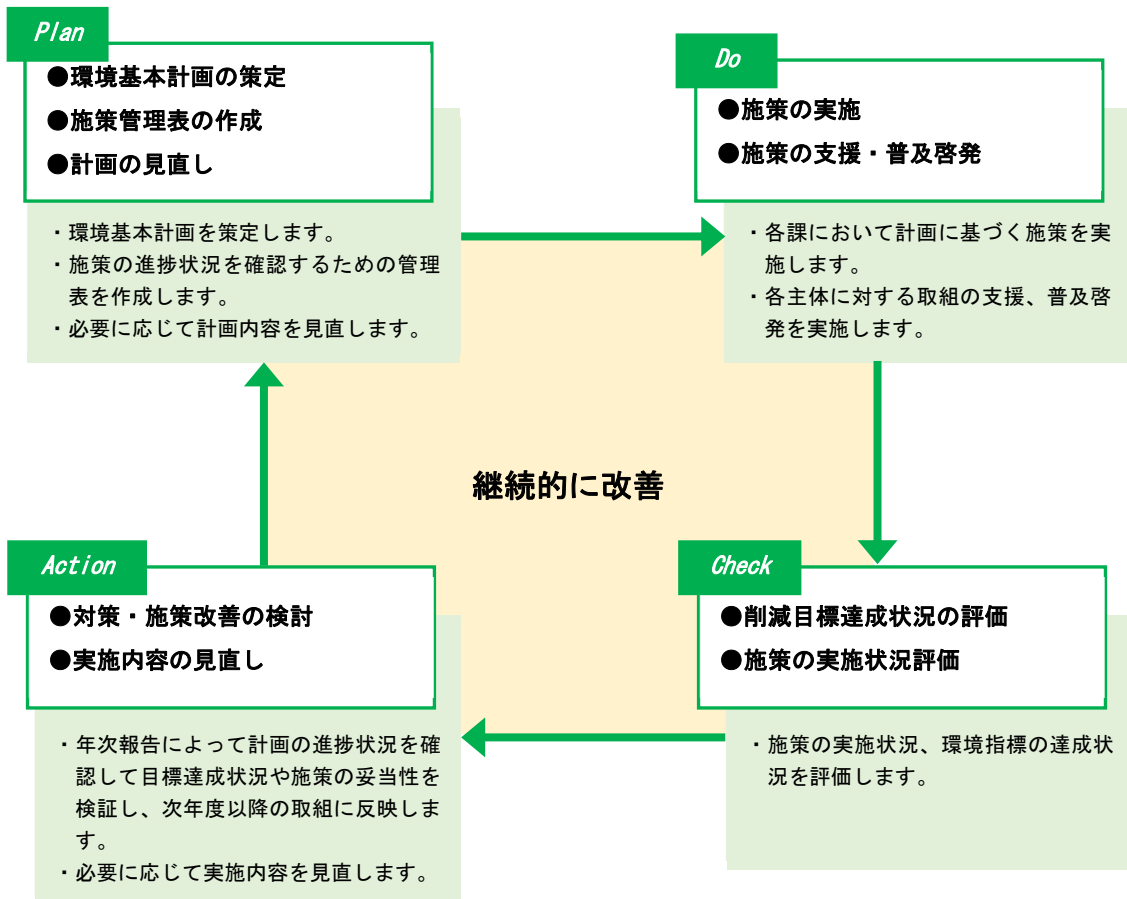 Plan
●環境基本計画の策定
●施策管理表の作成
●計画の見直し
・環境基本計画を策定します。
・施策の進捗状況を確認するための管理
表を作成します。
・必要に応じて計画内容を見直します。
Do
●施策の実施
●施策の支援・普及啓発
・各課において計画に基づく施策を実
施します。
・各主体に対する取組の支援、普及啓
発を実施します。
継続的に改善
Action
●対策・施策改善の検討
●実施内容の見直し
・年次報告によって計画の進捗状況を確
認して目標達成状況や施策の妥当性を
検証し、次年度以降の取組に反映しま
す。
・必要に応じて実施内容を見直します。
Check
●削減目標達成状況の評価
●施策の実施状況評価
・施策の実施状況、環境指標の達成状
況を評価します。